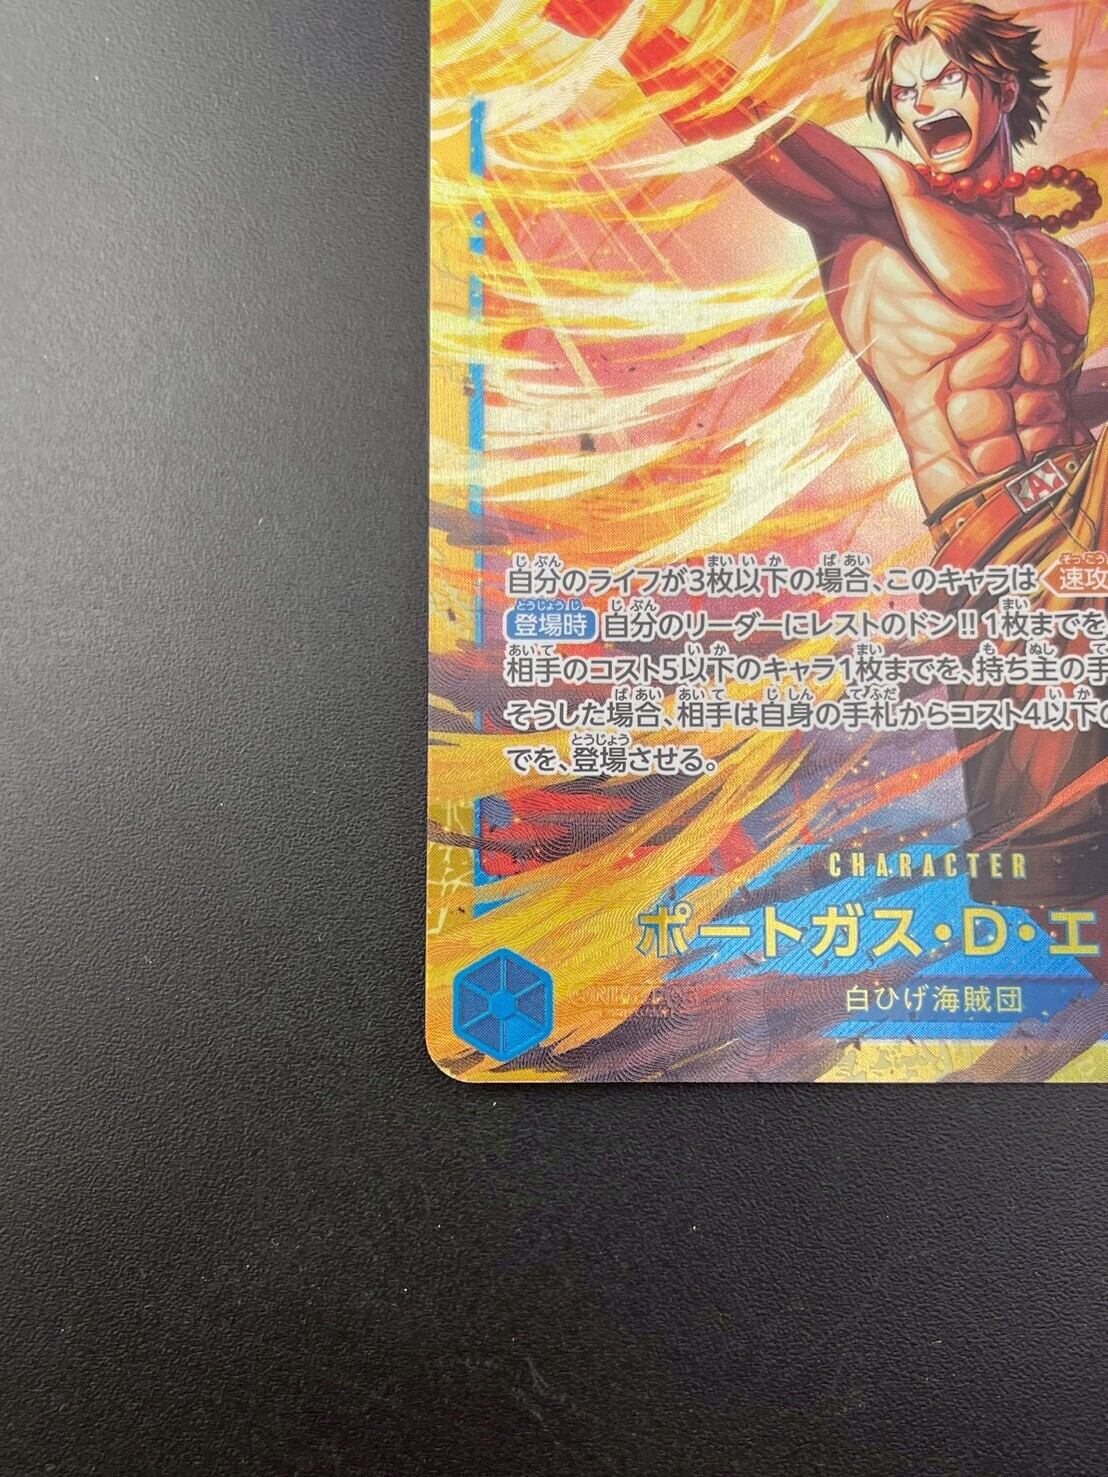 自分のライフが3枚以下の場合、このキャラは 速攻
登場時 自分のリーダーにレストのドン!!1枚までを
相手のコスト5以下のキャラ1枚までを、持ち主の手
そうした場合、相手は自身の手札からコスト4以下の
でを、登場させる。
CHARACTER
ポートガス・D・エ
白ひげ海賊団